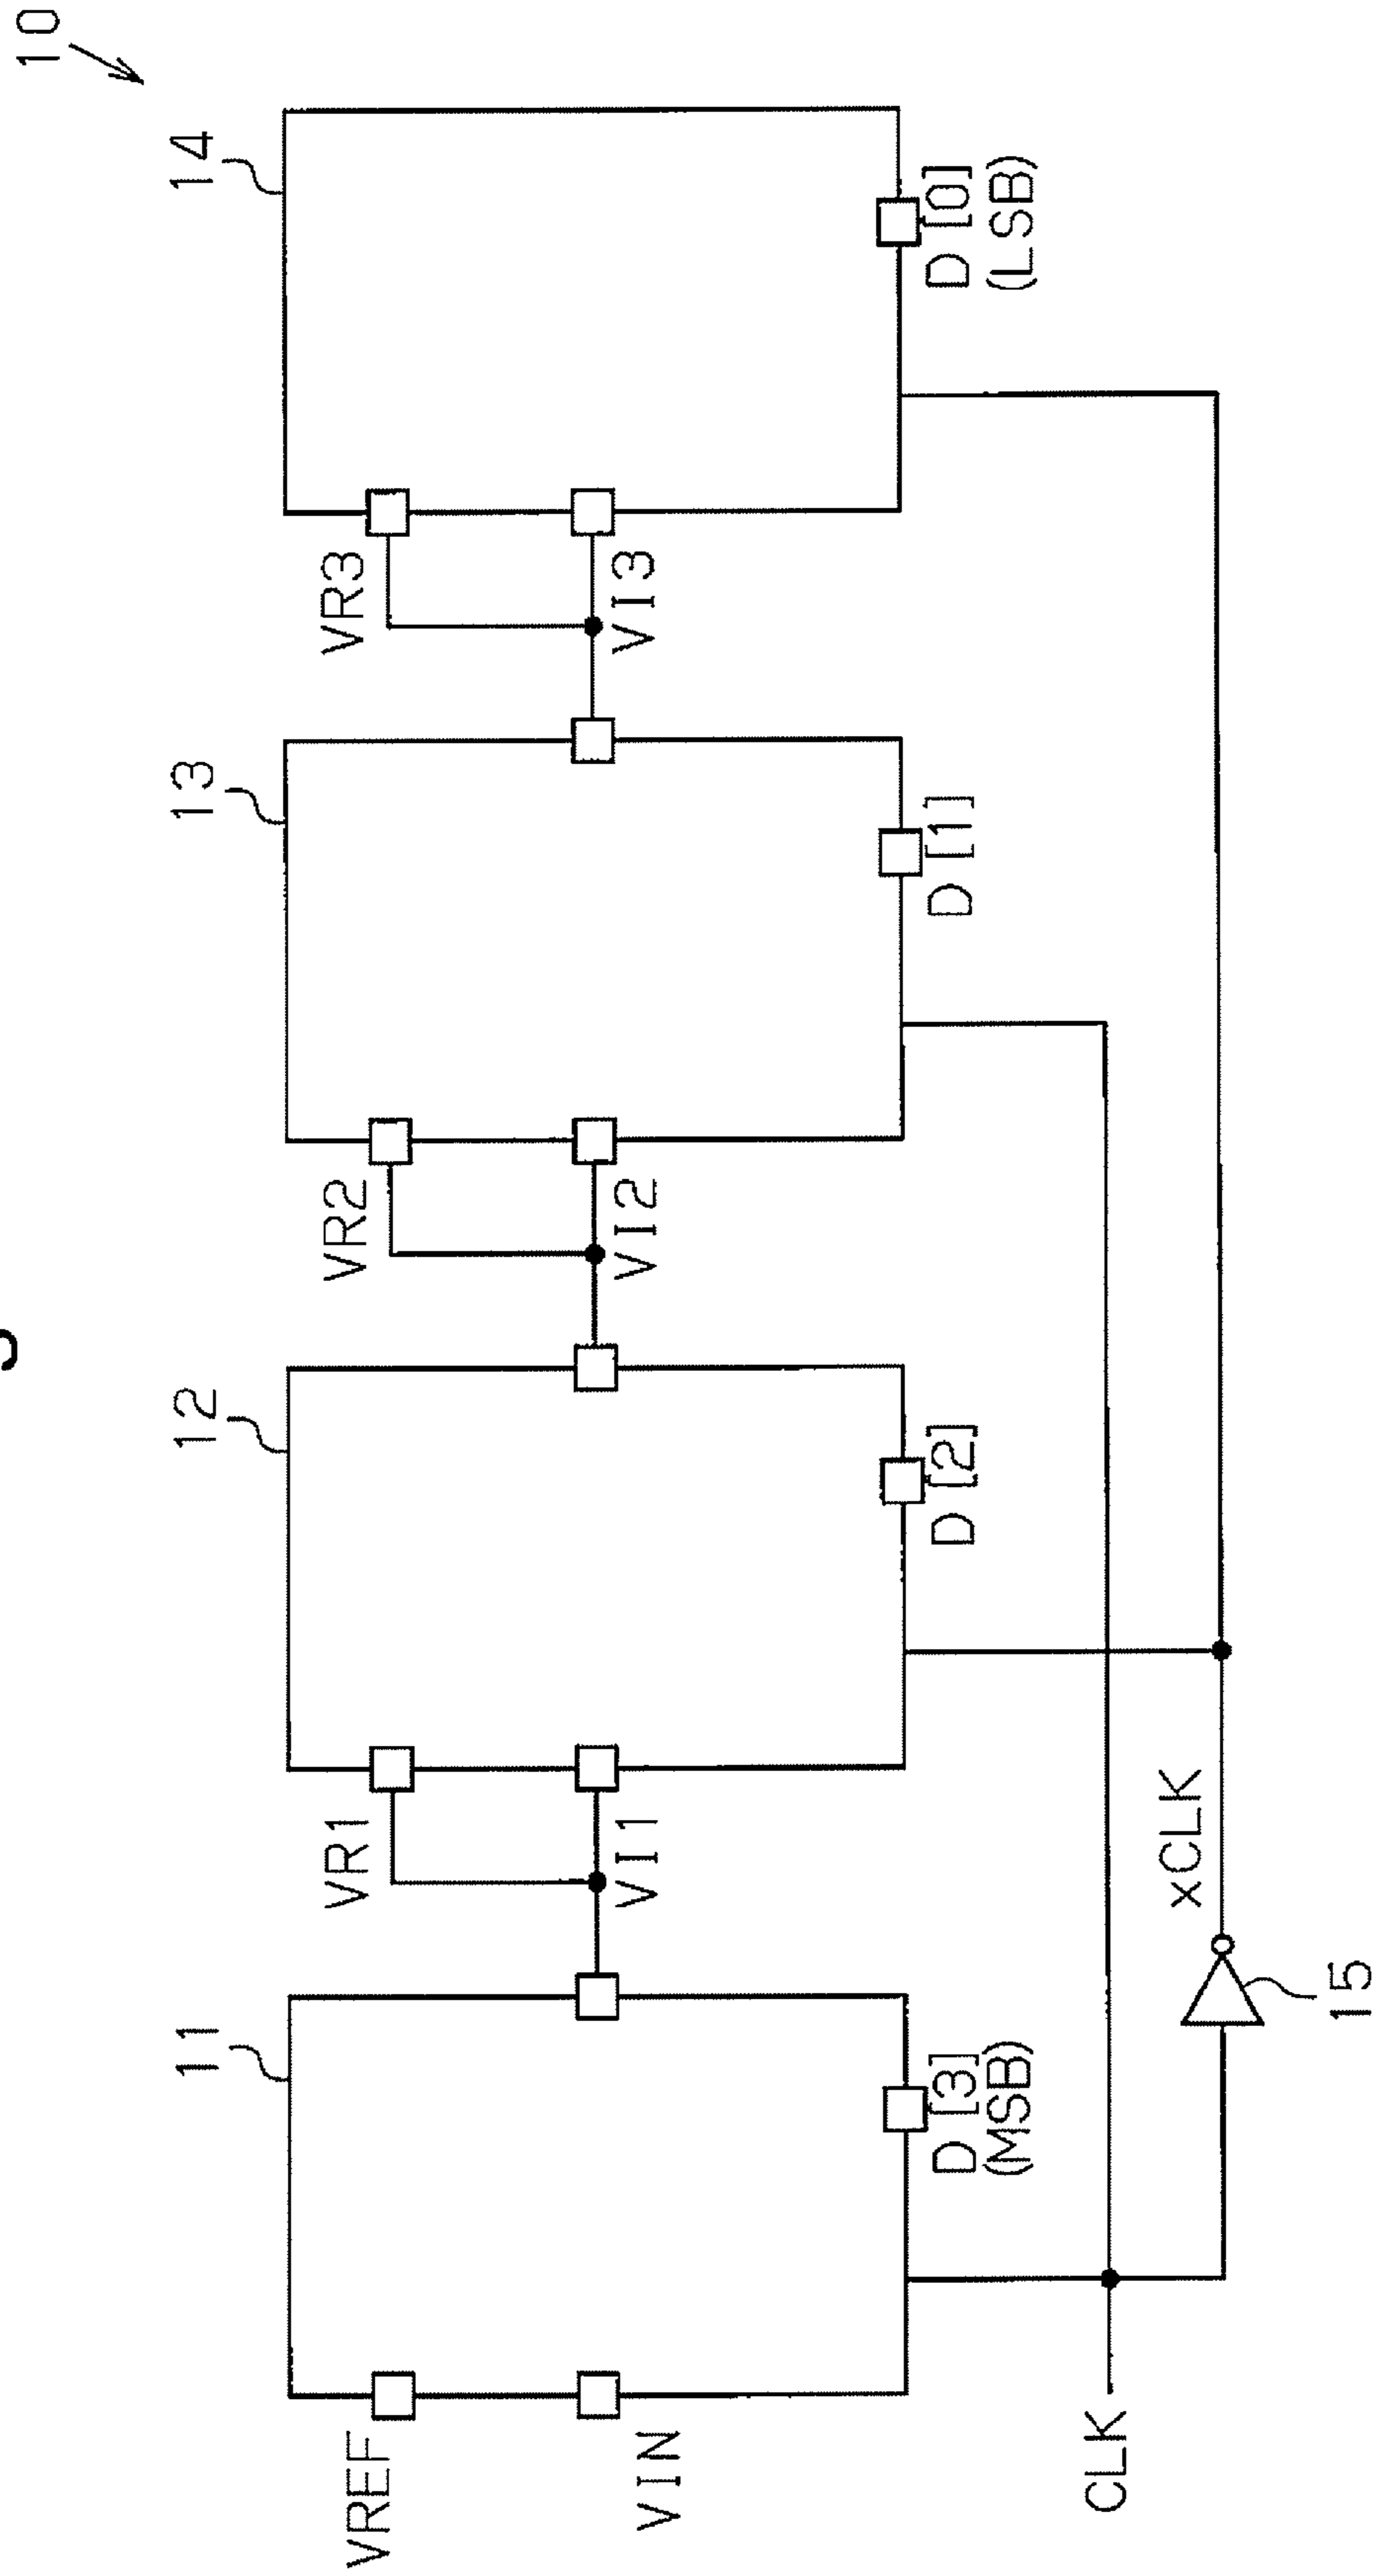 10
11
12
13
14
VREF
VR1
VR2
VR3
VIN
VI1
VI2
VI3
D [3]
(MSB)
D [2]
D [1]
D [0]
(LSB)
CLK
xCLK
15